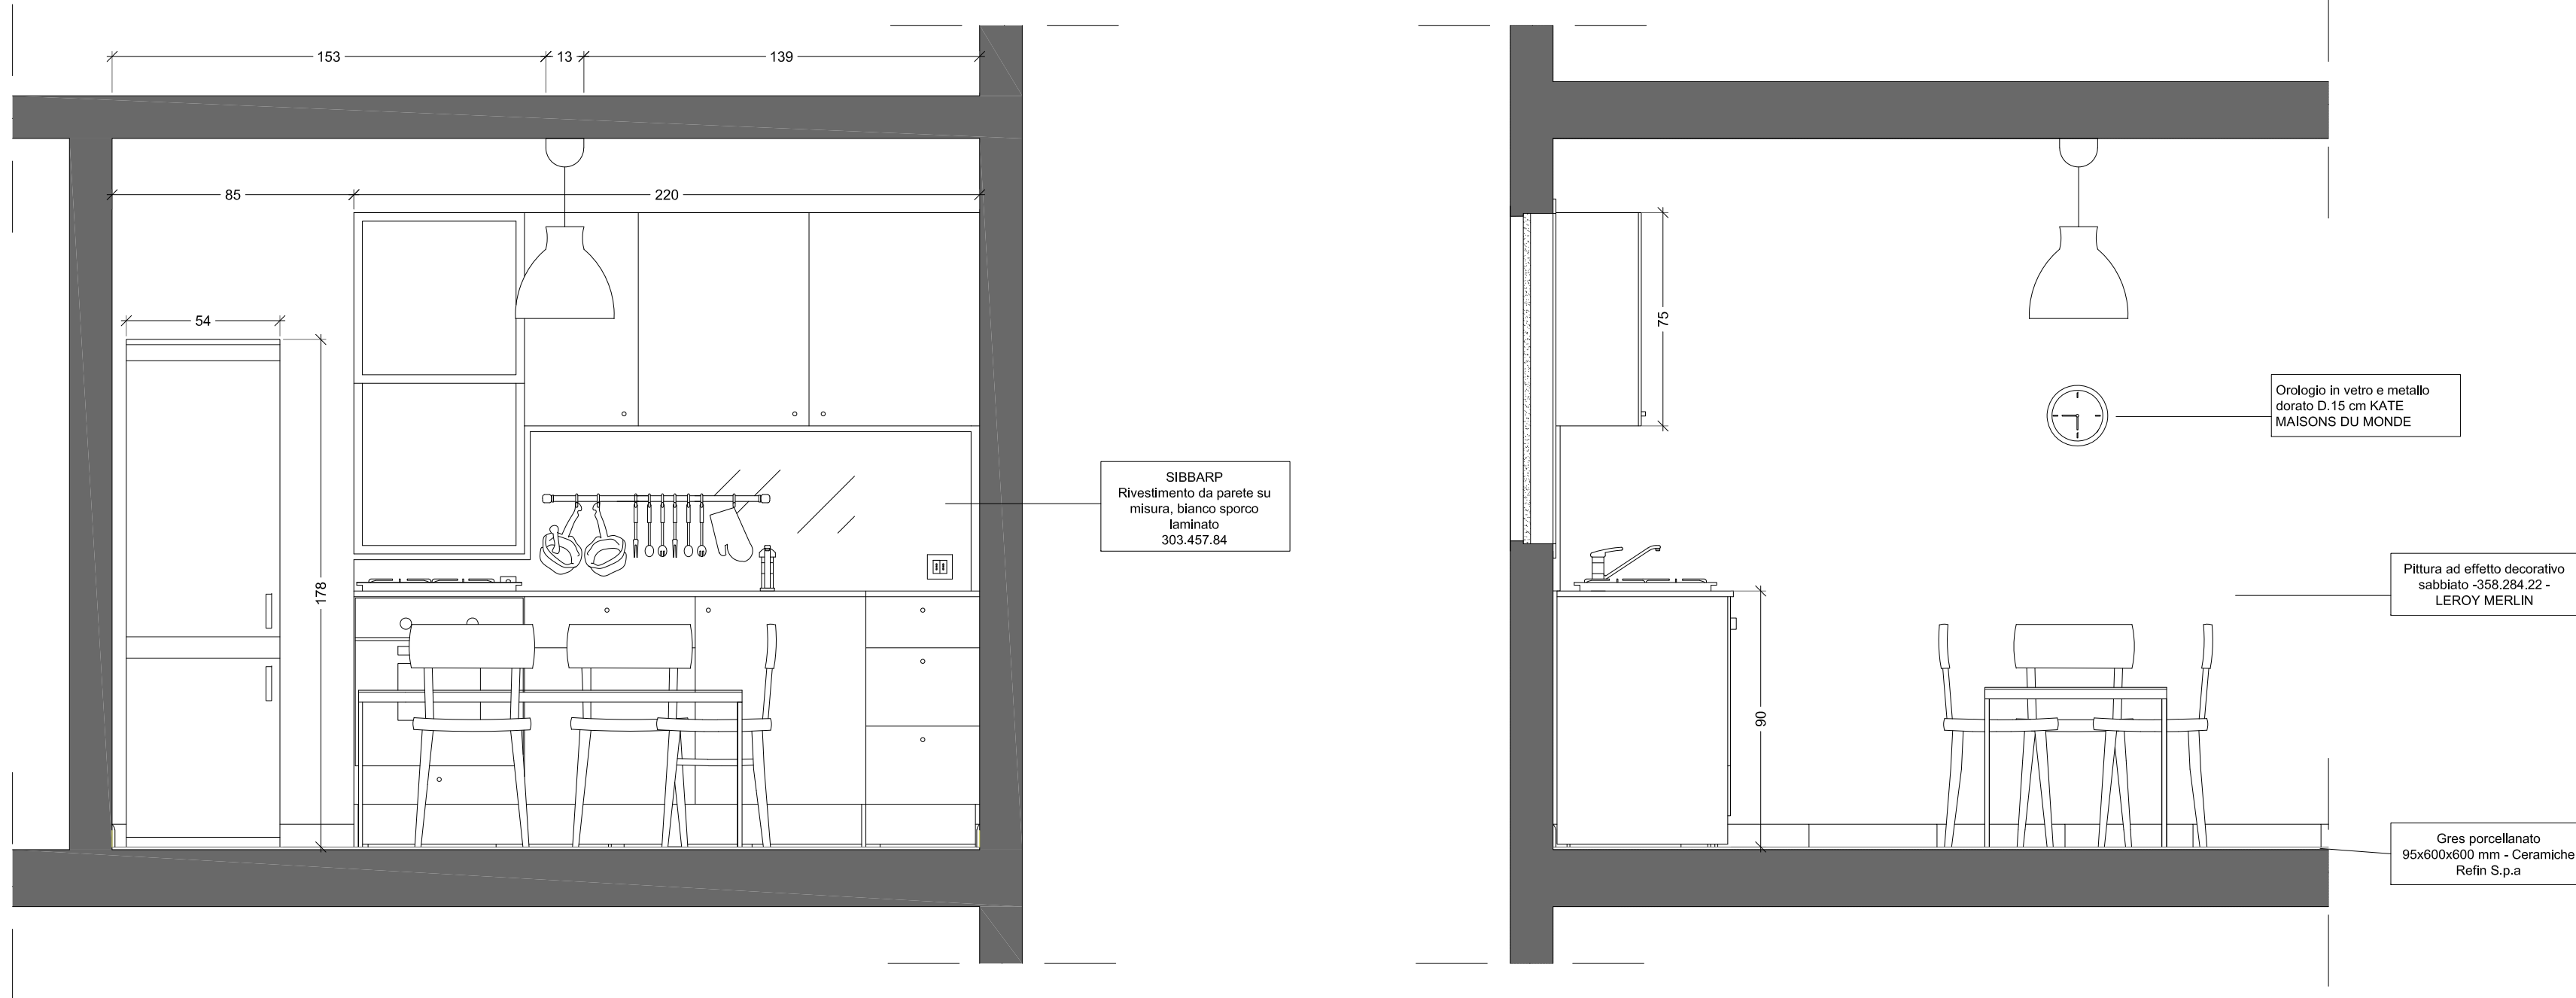 153
13
139
85
220
54
178
SIBBARP
Rivestimento da parete su
misura, bianco sporco
laminato
303.457.84
75
90
Orologio in vetro e metallo
dorato D.15 cm KATE
MAISONS DU MONDE
Pittura ad effetto decorativo
sabbiato -358.284.22 -
LEROY MERLIN
Gres porcellanato
95x600x600 mm - Ceramiche
Refin S.p.a